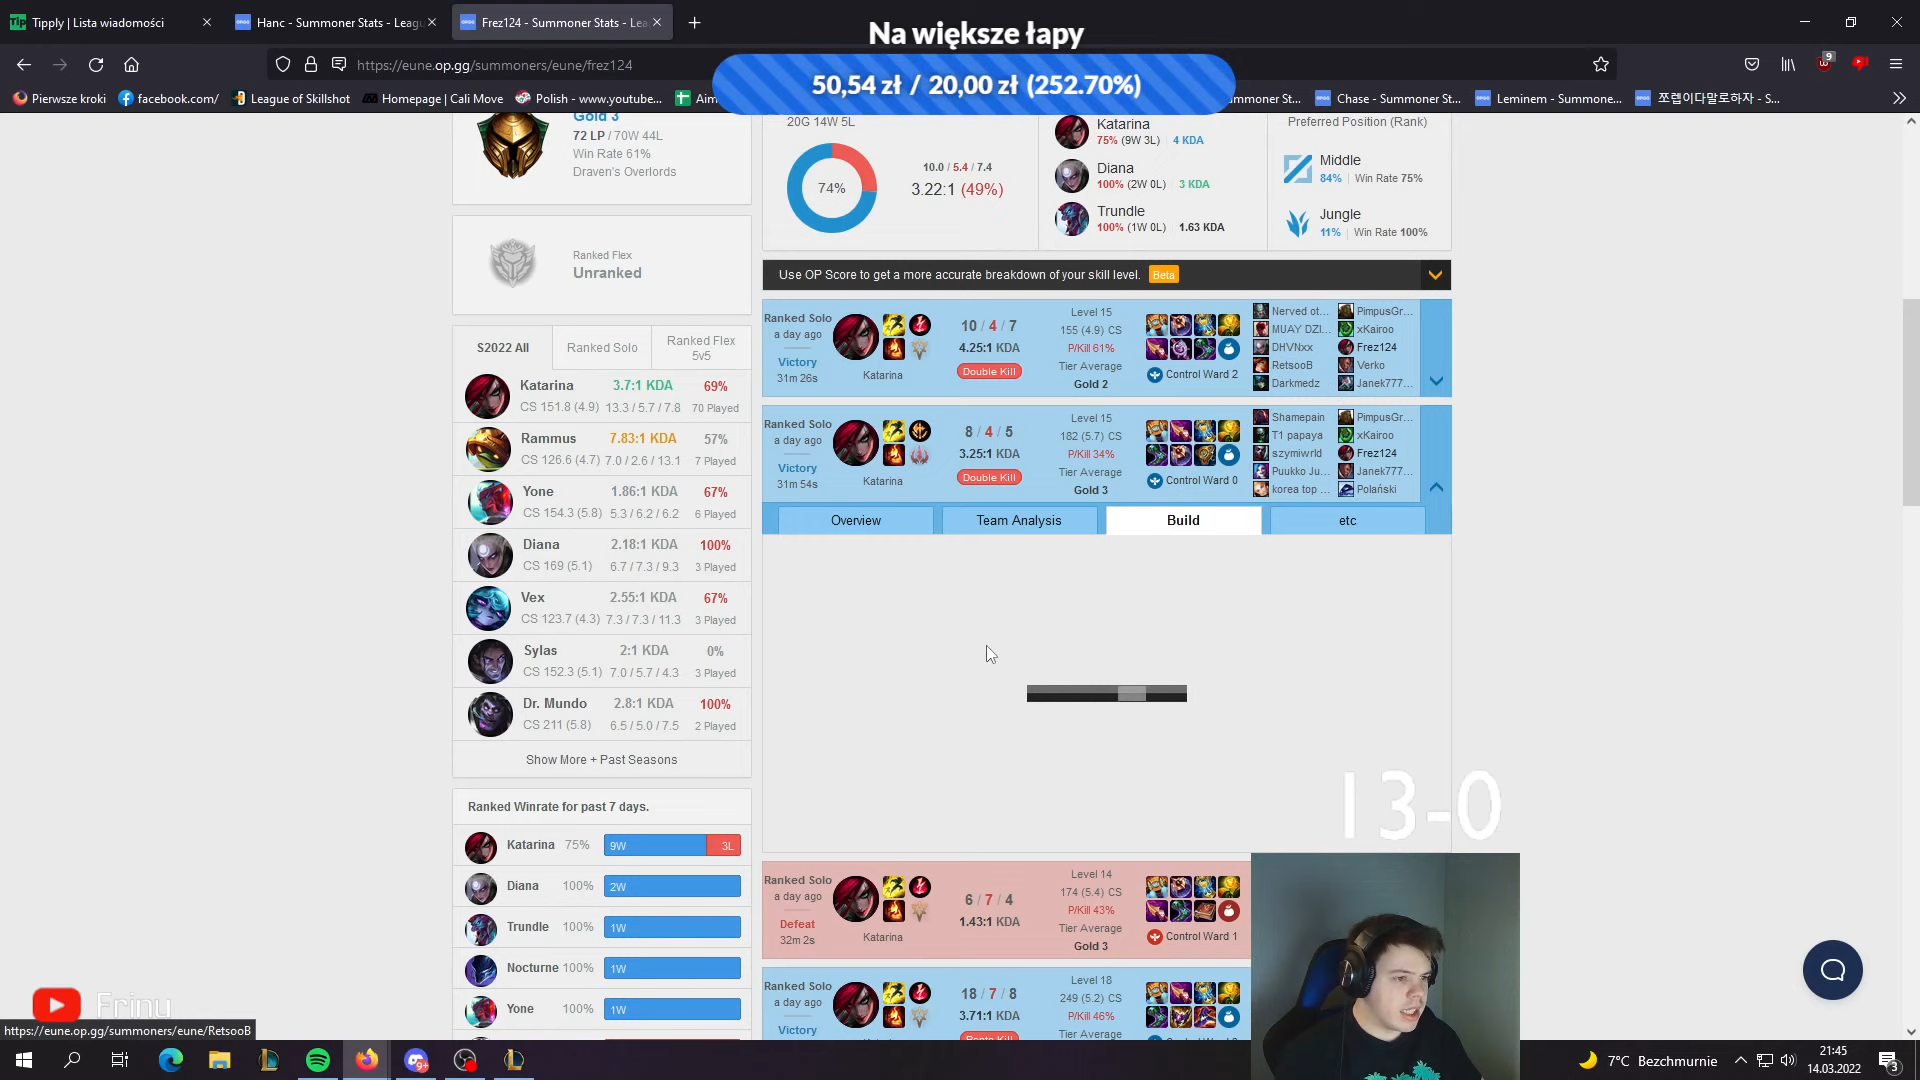 Tipply | Lista wiadomości
Hanc - Summoner Stats - Leagu
Frez124 - Summoner Stats - Lea
Na większe łapy
50,54 zł / 20,00 zł (252.70%)
https://eune.op.gg/summoners/eune/frez124
9
Pierwsze kroki
facebook.com/
League of Skillshot
Homepage | Cali Move
Polish - www.youtube...
Chase - Summoner St...
Leminem - Summone...
쪼렙이다말로하자 - S...
Gold 3
72 LP / 70W 44L
Win Rate 61%
Draven's Overlords
Ranked Flex
Unranked
S2022 All
Ranked Solo
Ranked Flex
5v5
Katarina 3.7:1 KDA 69%
CS 151.8 (4.9) 13.3 / 5.7 / 7.8 70 Played
Rammus 7.83:1 KDA 57%
CS 126.6 (4.7) 7.0 / 2.6 / 13.1 7 Played
Yone 1.86:1 KDA 67%
CS 154.3 (5.8) 5.3 / 6.2 / 6.2 6 Played
Diana 2.18:1 KDA 100%
CS 169 (5.1) 6.7 / 7.3 / 9.3 3 Played
Vex 2.55:1 KDA 67%
CS 123.7 (4.3) 7.3 / 7.3 / 11.3 3 Played
Sylas 2:1 KDA 0%
CS 152.3 (5.1) 7.0 / 5.7 / 4.3 3 Played
Dr. Mundo 2.8:1 KDA 100%
CS 211 (5.8) 6.5 / 5.0 / 7.5 2 Played
Show More + Past Seasons
Ranked Winrate for past 7 days.
Katarina 75% 9W 3L
Diana 100% 2W
Trundle 100% 1W
Nocturne 100% 1W
Yone 100% 1W
20G 14W 5L
74%
10.0 / 5.4 / 7.4
3.22:1 (49%)
Katarina
75% (9W 3L) 4 KDA
Diana
100% (2W 0L) 3 KDA
Trundle
100% (1W 0L) 1.63 KDA
Preferred Position (Rank)
Middle
84% Win Rate 75%
Jungle
11% Win Rate 100%
Use OP Score to get a more accurate breakdown of your skill level. Beta
Ranked Solo
a day ago
Victory
31m 26s
Katarina
10 / 4 / 7
4.25:1 KDA
Double Kill
Level 15
155 (4.9) CS
P/Kill 61%
Tier Average
Gold 2
Control Ward 2
Nerved ot...
MUAY DZI...
DHVNxx
RetsooB
Darkmedz
PimpusGr...
xKairoo
Frez124
Verko
Janek777...
Ranked Solo
a day ago
Victory
31m 54s
Katarina
8 / 4 / 5
3.25:1 KDA
Double Kill
Level 15
182 (5.7) CS
P/Kill 34%
Tier Average
Gold 3
Control Ward 0
Shamepain
T1 papaya
szymiwrld
Puukko Ju...
korea top ...
PimpusGr...
xKairoo
Frez124
Janek777...
Polański
Overview
Team Analysis
Build
etc
13-0
Ranked Solo
a day ago
Defeat
32m 2s
Katarina
6 / 7 / 4
1.43:1 KDA
Level 14
174 (5.4) CS
P/Kill 43%
Tier Average
Gold 3
Control Ward 1
Ranked Solo
a day ago
Victory
18 / 7 / 8
3.71:1 KDA
Level 18
249 (5.2) CS
P/Kill 46%
Tier Average
Frinu
https://eune.op.gg/summoners/eune/RetsooB
9+
7°C Bezchmurnie
21:45
14.03.2022
3